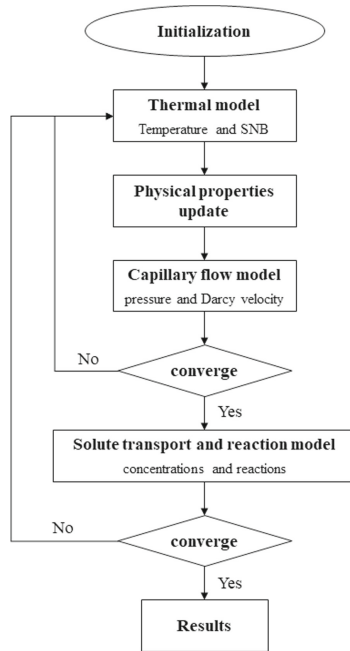 Initialization
Thermal model
Temperature and SNB
Physical properties
update
Capillary flow model
pressure and Darcy velocity
No
converge
Yes
Solute transport and reaction model
concentrations and reactions
No
converge
Yes
Results